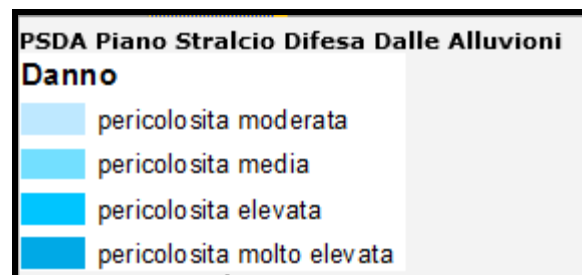 PSDA Piano Stralcio Difesa Dalle Alluvioni
Danno
pericolosita moderata
pericolosita media
pericolosita elevata
pericolosita molto elevata